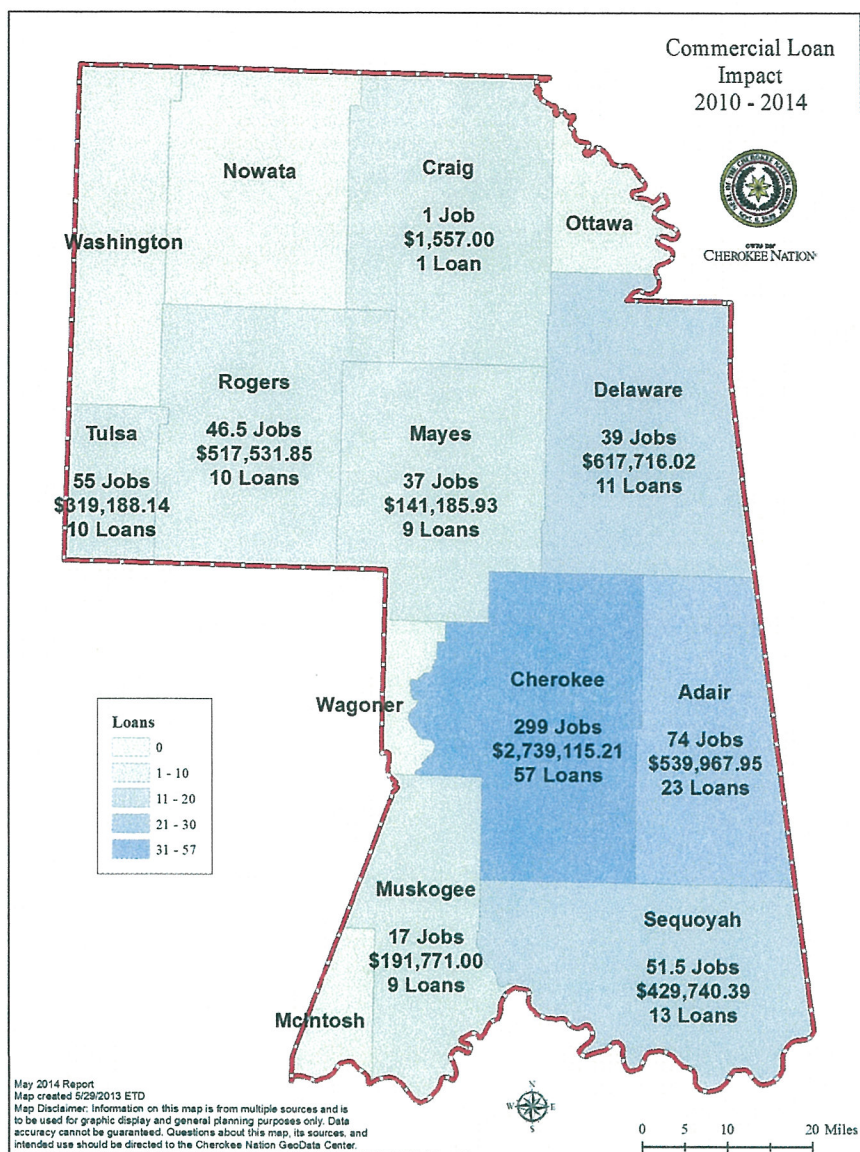 Commercial Loan
Impact
2010 - 2014
Nowata
Craig
1 Job
$1,557.00
1 Loan
Ottawa
Washington
CHEROKEE NATION®
Rogers
46.5 Jobs
$517,531.85
10 Loans
Tulsa
55 Jobs
$319,188.14
10 Loans
Mayes
37 Jobs
$141,185.93
9 Loans
Delaware
39 Jobs
$617,716.02
11 Loans
Wagoner
Cherokee
299 Jobs
$2,739,115.21
57 Loans
Adair
74 Jobs
$539,967.95
23 Loans
Loans
0
1 - 10
11 - 20
21 - 30
31 - 57
Muskogee
17 Jobs
$191,771.00
9 Loans
Sequoyah
51.5 Jobs
$429,740.39
13 Loans
McIntosh
May 2014 Report
Map created 5/29/2013 ETD
Map Disclaimer: Information on this map is from multiple sources and is
to be used for graphic display and general planning purposes only. Data
accuracy cannot be guaranteed. Questions about this map, its sources, and
intended use should be directed to the Cherokee Nation GeoData Center.
N
W E
S
0 5 10 20 Miles